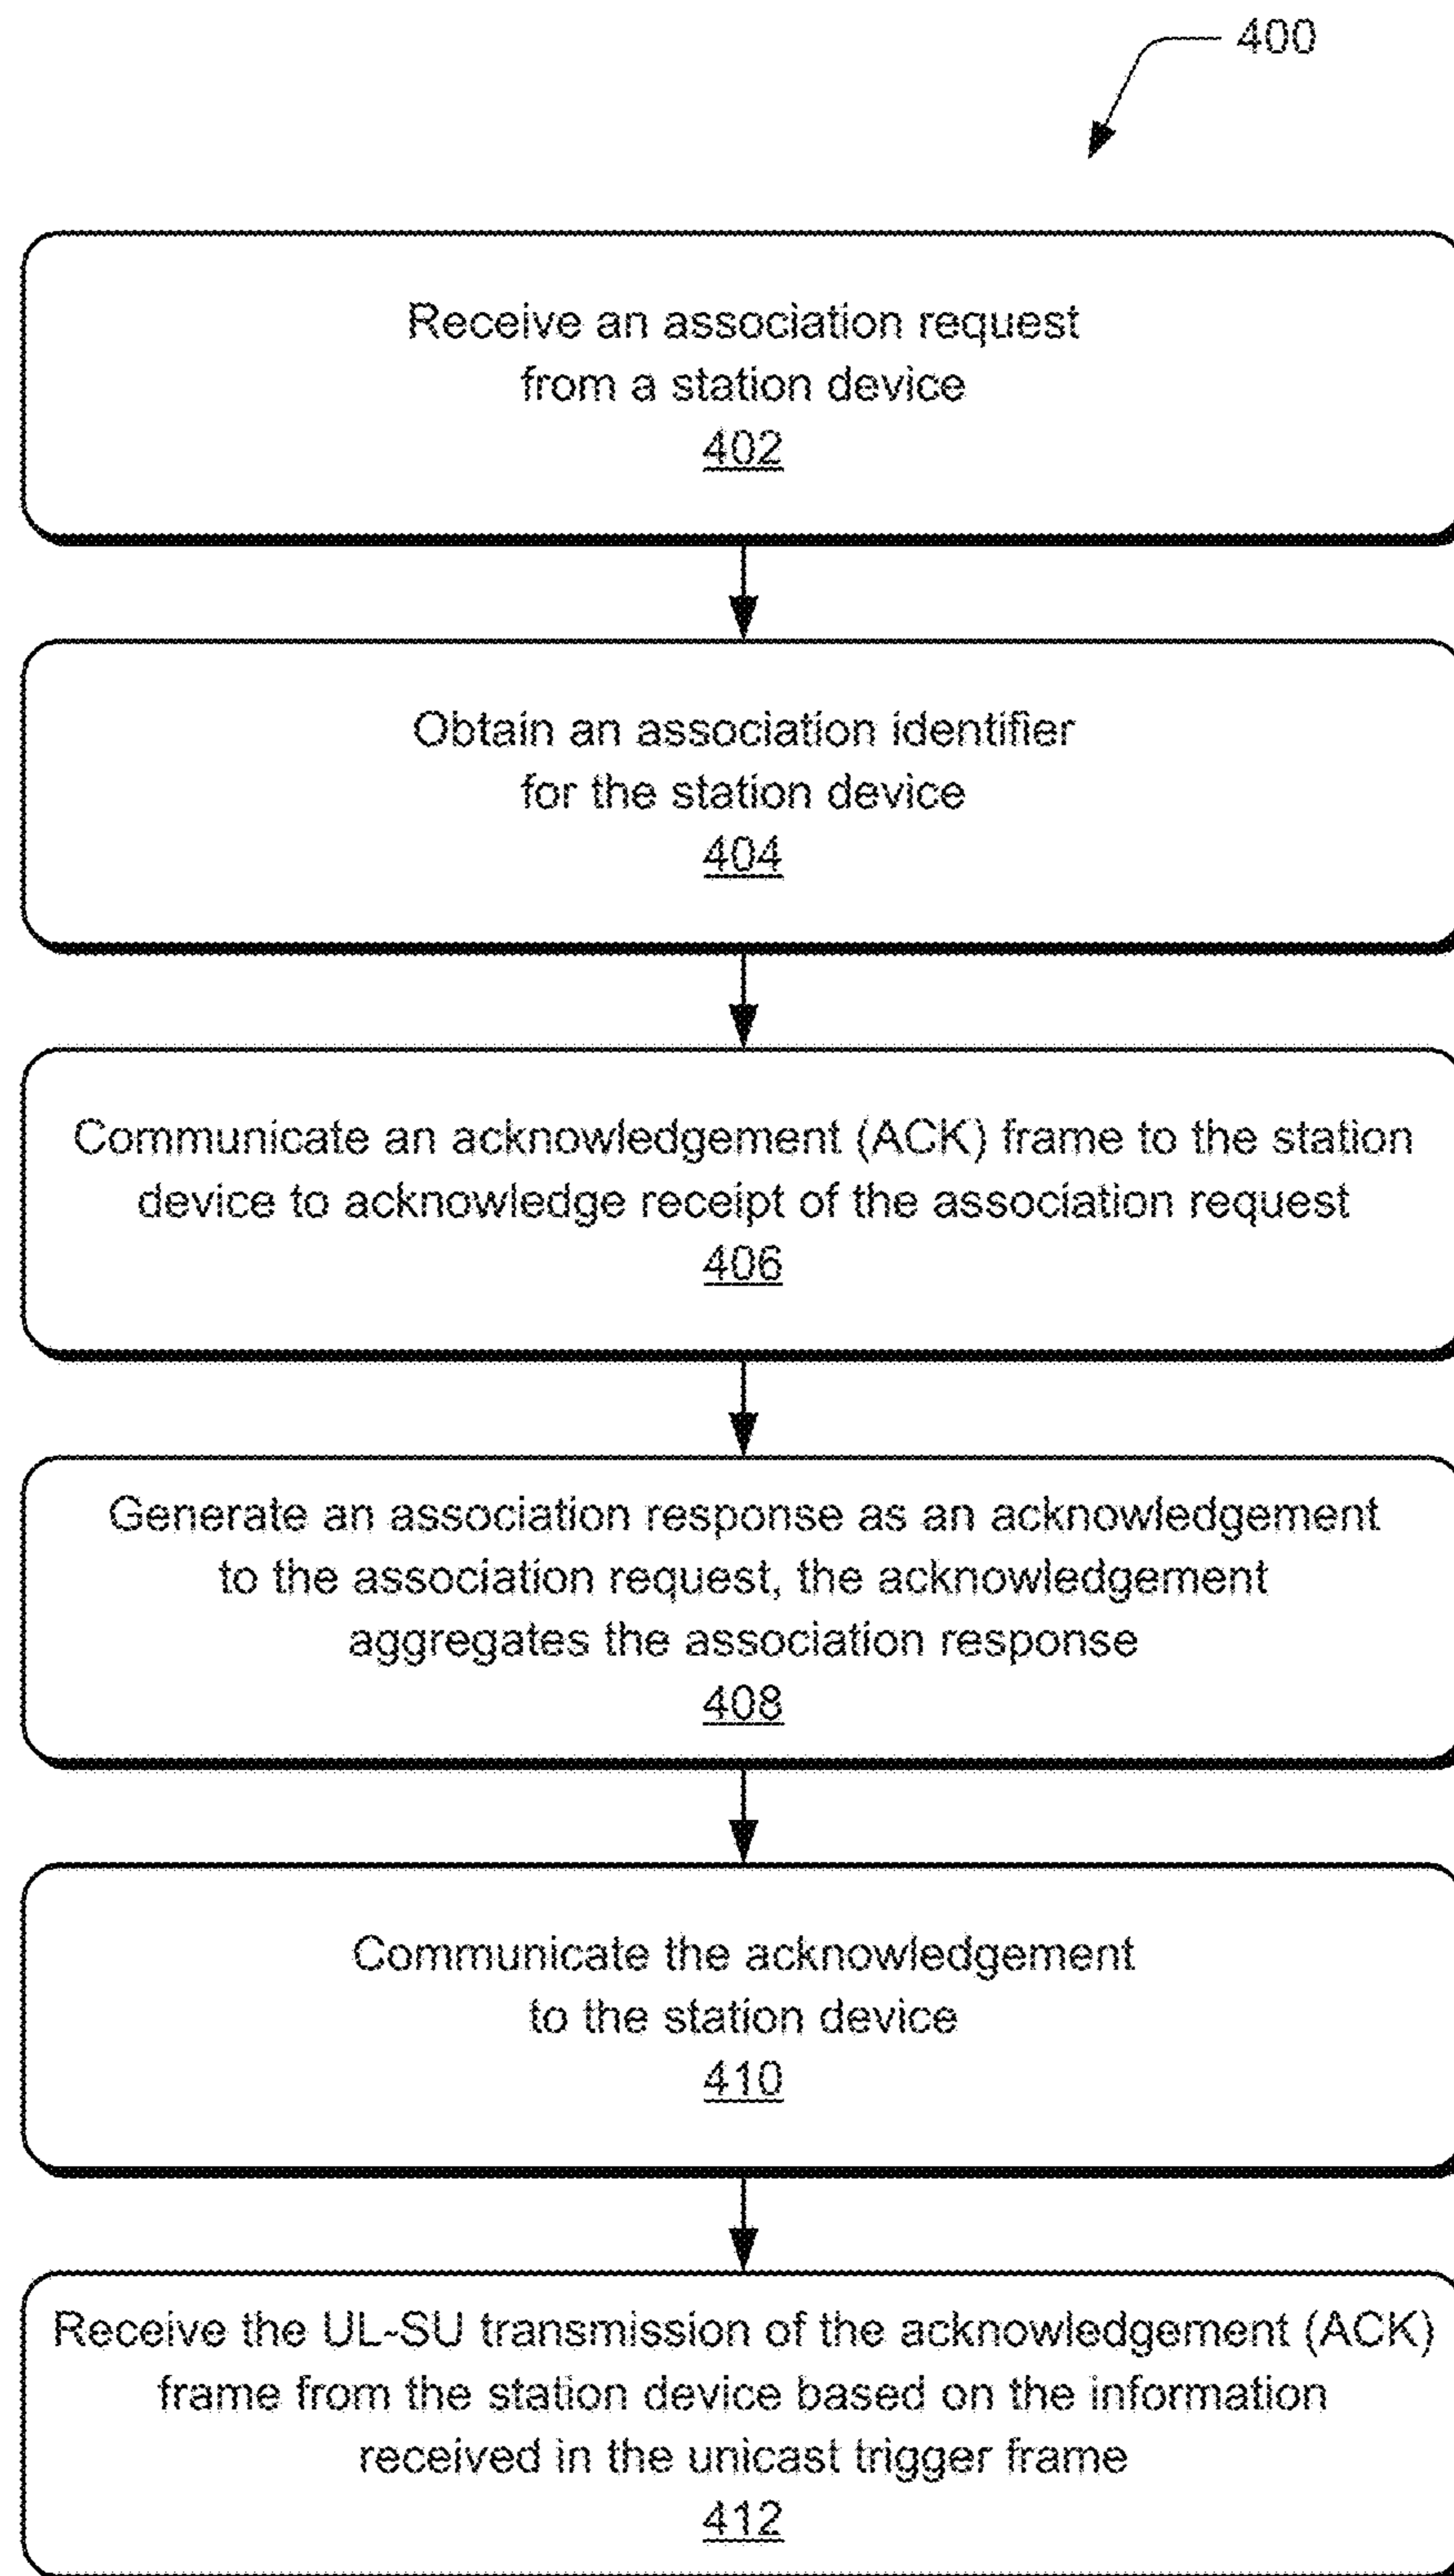 400
Receive an association request
from a station device
402
Obtain an association identifier
for the station device
404
Communicate an acknowledgement (ACK) frame to the station
device to acknowledge receipt of the association request
406
Generate an association response as an acknowledgement
to the association request, the acknowledgement
aggregates the association response
408
Communicate the acknowledgement
to the station device
410
Receive the UL-SU transmission of the acknowledgement (ACK)
frame from the station device based on the information
received in the unicast trigger frame
412